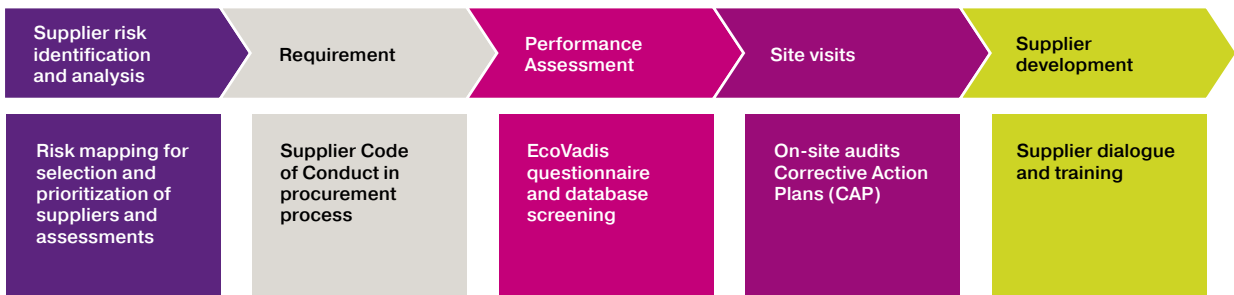 Supplier risk
identification
and analysis
Requirement
Performance
Assessment
Site visits
Supplier
development
Risk mapping for
selection and
prioritization of
suppliers and
assessments
Supplier Code
of Conduct in
procurement
process
EcoVadis
questionnaire
and database
screening
On-site audits
Corrective Action
Plans (CAP)
Supplier dialogue
and training